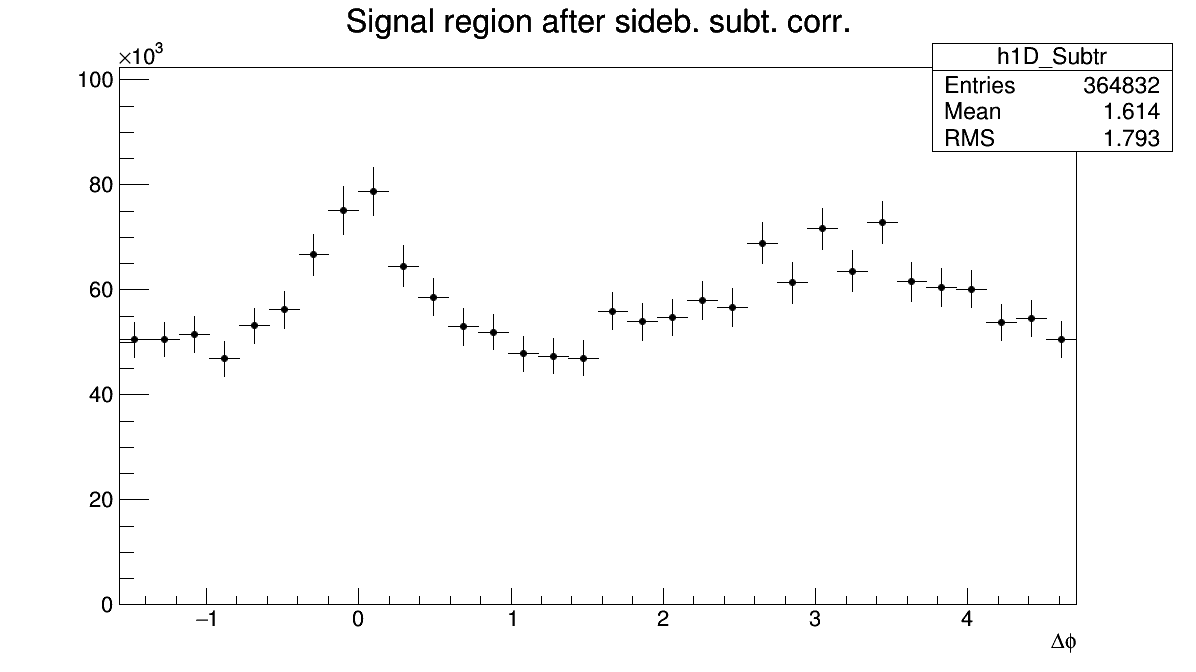 Signal region after sideb. subt. corr.
×10³
h1D_Subtr
Entries 364832
Mean 1.614
RMS 1.793
100
80
60
40
20
0
−1 0 1 2 3 4
Δϕ